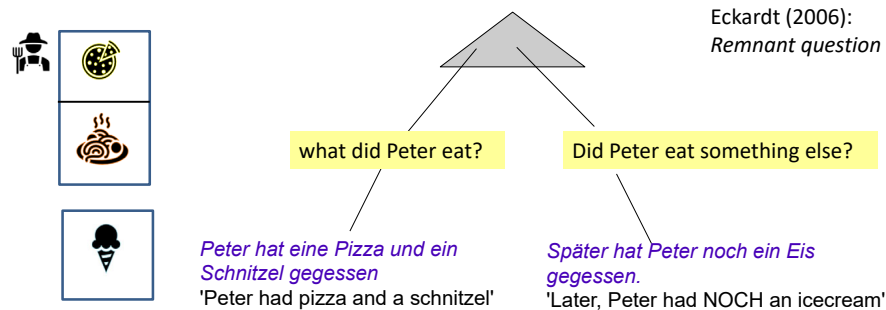 Eckardt (2006):
Remnant question
what did Peter eat?
Did Peter eat something else?
Peter hat eine Pizza und ein
Schnitzel gegessen
'Peter had pizza and a schnitzel'
Später hat Peter noch ein Eis
gegessen.
'Later, Peter had NOCH an icecream'